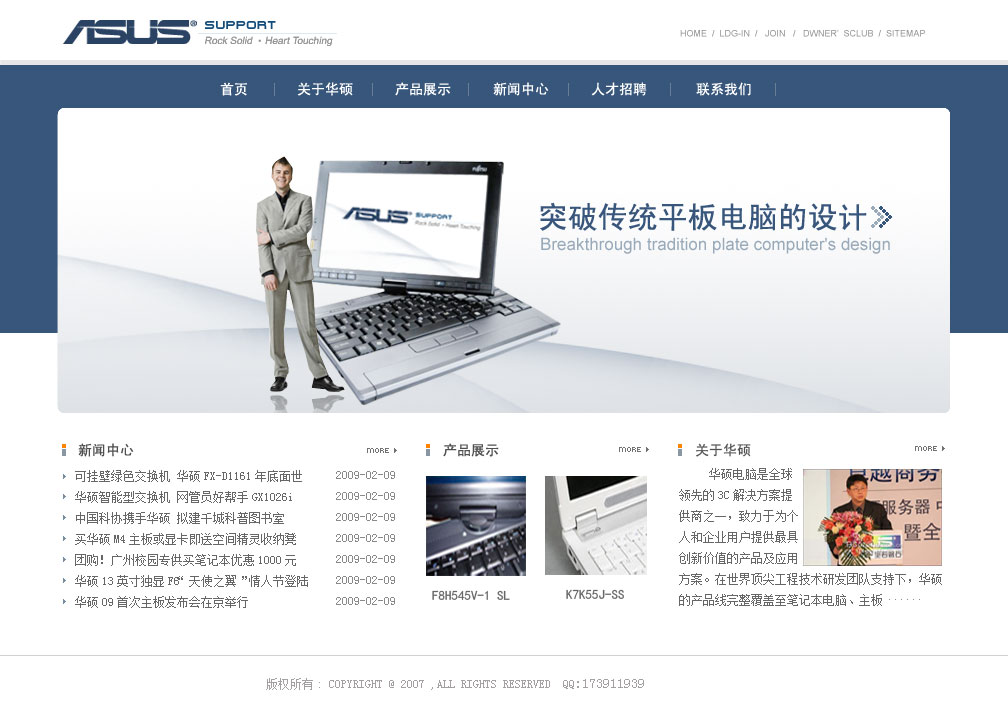 ASUS® SUPPORT
Rock Solid · Heart Touching
HOME / LDG-IN / JOIN / DWNER' SCLUB / SITEMAP
首页 关于华硕 产品展示 新闻中心 人才招聘 联系我们
FUJITSU
ASUS SUPPORT
Rock Solid · Heart Touching
突破传统平板电脑的设计
Breakthrough tradition plate computer's design
新闻中心 MORE
可挂壁绿色交换机 华硕 FX-D1161 年底面世 2009-02-09
华硕智能型交换机 网管员好帮手 GX1026i 2009-02-09
中国科协携手华硕 拟建千城科普图书室 2009-02-09
买华硕 M4 主板或显卡即送空间精灵收纳凳 2009-02-09
团购! 广州校园专供买笔记本优惠 1000 元 2009-02-09
华硕 13 英寸独显 F6“ 天使之翼 ”情人节登陆 2009-02-09
华硕 09 首次主板发布会在京举行 2009-02-09
产品展示 MORE
F8H545V-1 SL
K7K55J-SS
关于华硕 MORE
华硕电脑是全球
领先的 3C 解决方案提
供商之一，致力于为个
人和企业用户提供最具
创新价值的产品及应用
方案。在世界顶尖工程技术研发团队支持下，华硕
的产品线完整覆盖至笔记本电脑、主板 ······
卓越商务
服务器
暨全
版权所有 : COPYRIGHT @ 2007 ,ALL RIGHTS RESERVED QQ:173911939